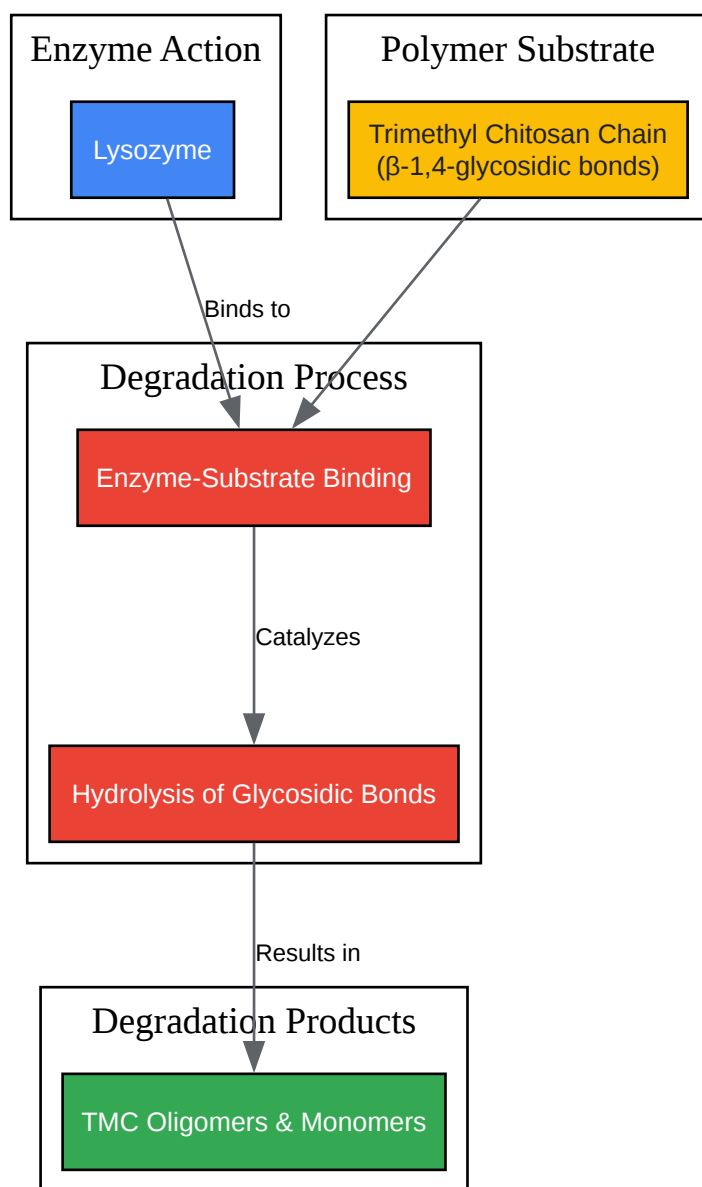 Enzyme Action
Polymer Substrate
Lysozyme
Trimethyl Chitosan Chain
(β-1,4-glycosidic bonds)
Binds to
Degradation Process
Enzyme-Substrate Binding
Catalyzes
Hydrolysis of Glycosidic Bonds
Results in
Degradation Products
TMC Oligomers & Monomers